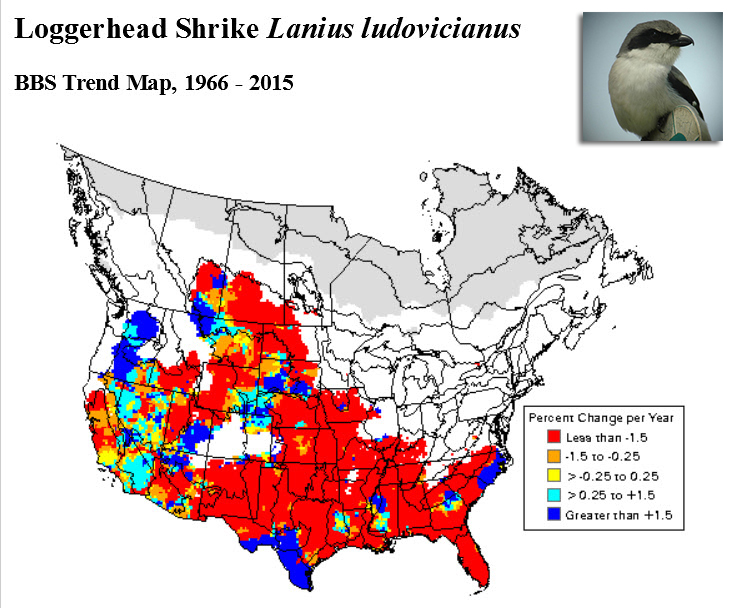 Loggerhead Shrike Lanius ludovicianus
BBS Trend Map, 1966 - 2015
Percent Change per Year
Less than -1.5
-1.5 to -0.25
> -0.25 to 0.25
> 0.25 to +1.5
Greater than +1.5